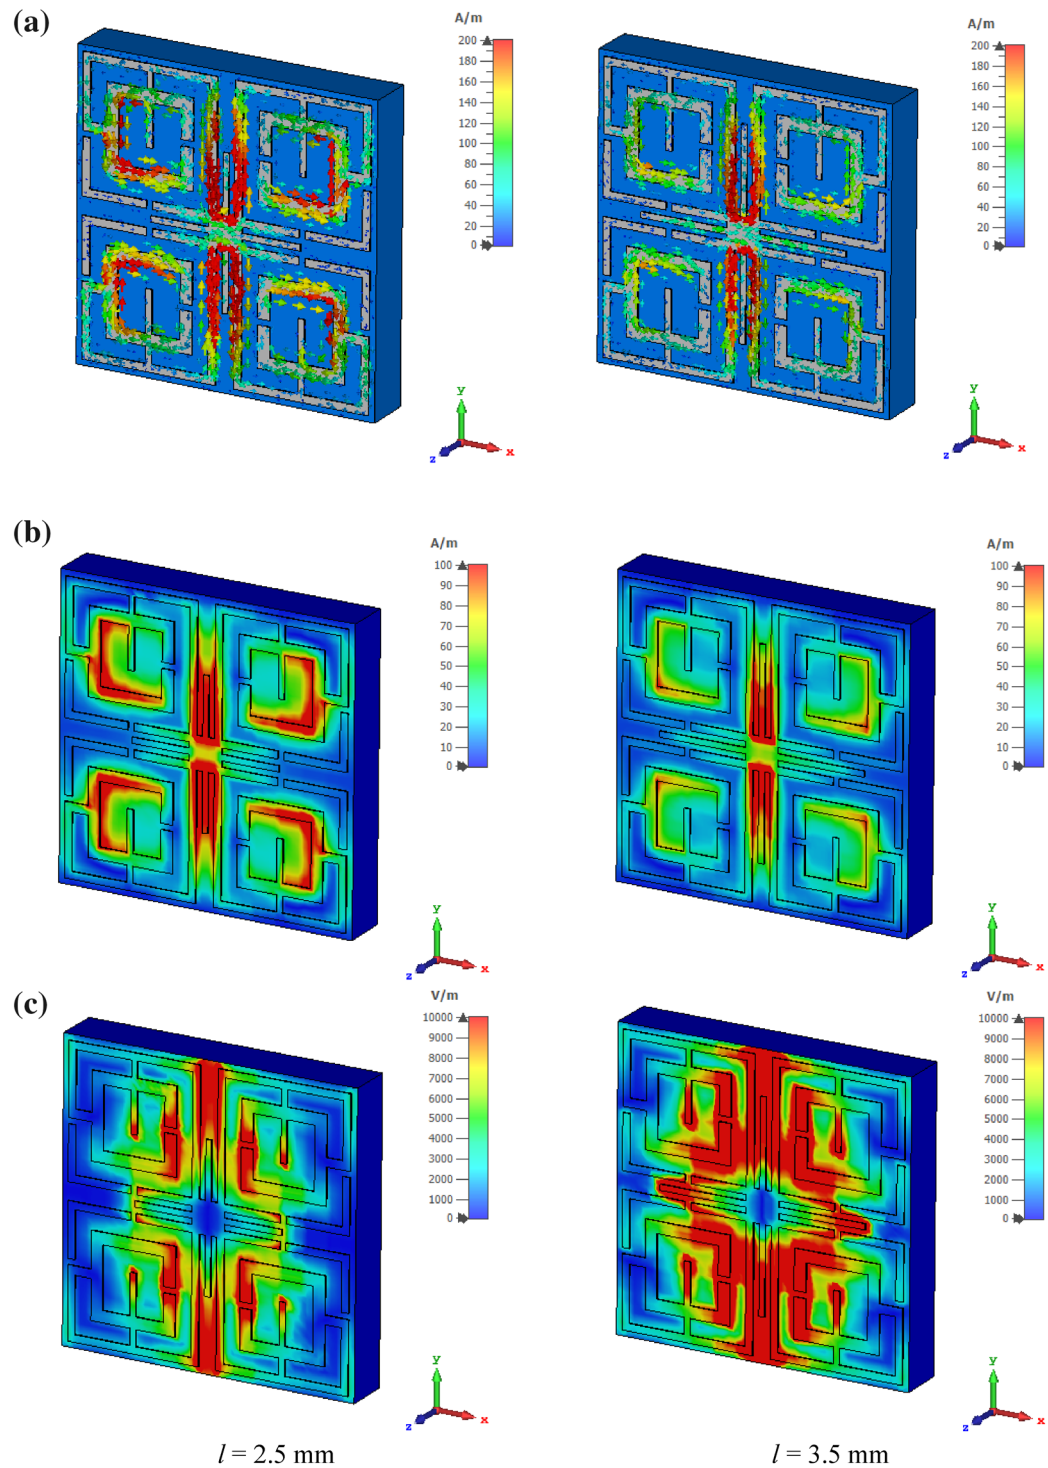 (a)
A/m
200
180
160
140
120
100
80
60
40
20
0
y
x
z
A/m
200
180
160
140
120
100
80
60
40
20
0
y
x
z
(b)
A/m
100
90
80
70
60
50
40
30
20
10
0
y
x
z
A/m
100
90
80
70
60
50
40
30
20
10
0
y
x
z
(c)
V/m
10000
9000
8000
7000
6000
5000
4000
3000
2000
1000
0
y
x
z
V/m
10000
9000
8000
7000
6000
5000
4000
3000
2000
1000
0
y
x
z
l = 2.5 mm
l = 3.5 mm